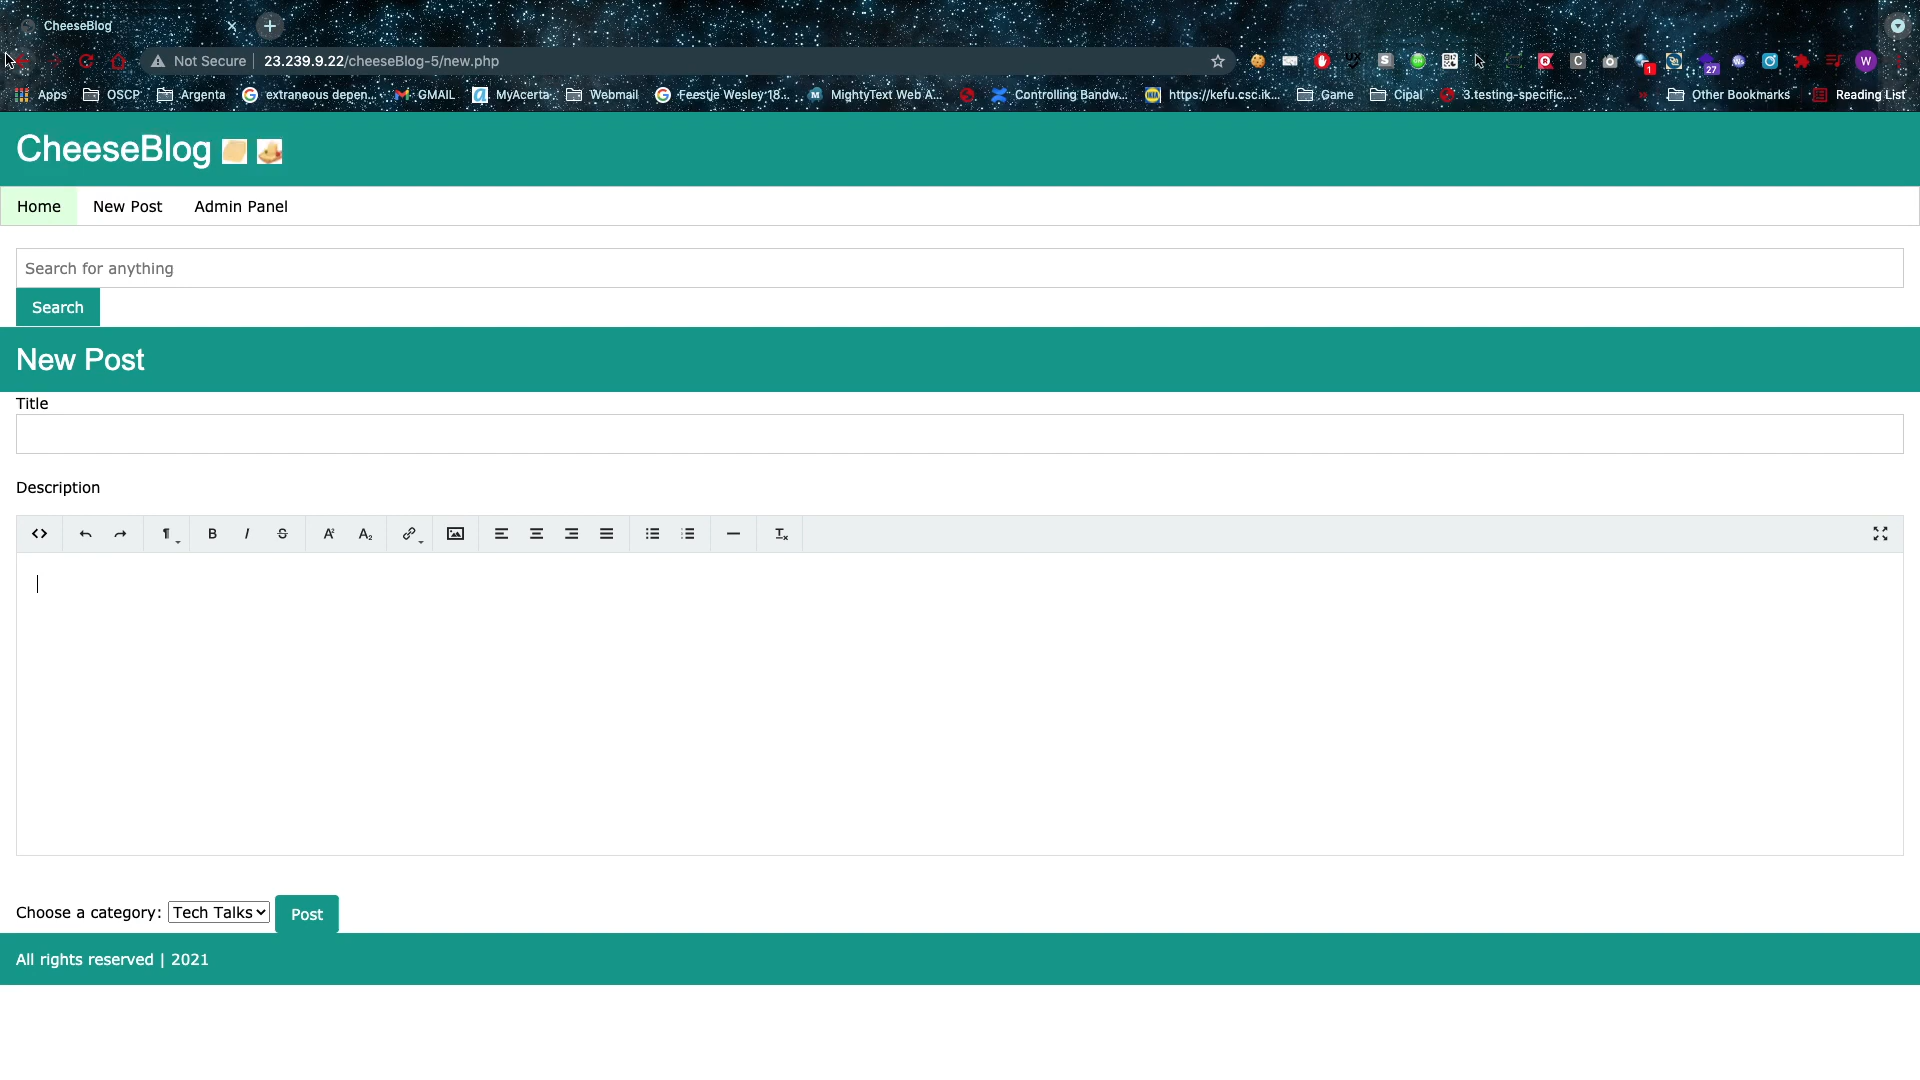 CheeseBlog
Not Secure 23.239.9.22/cheeseBlog-5/new.php
1 27 W
Apps OSCP Argenta extraneous depen... GMAIL MyAcerta Webmail Feestje Wesley 18... MightyText Web A... Controlling Bandw... https://kefu.csc.ik... Game Cipal 3.testing-specific... » Other Bookmarks Reading List
CheeseBlog
Home New Post Admin Panel
Search for anything
Search
New Post
Title
Description
Choose a category: Tech Talks Post
All rights reserved | 2021